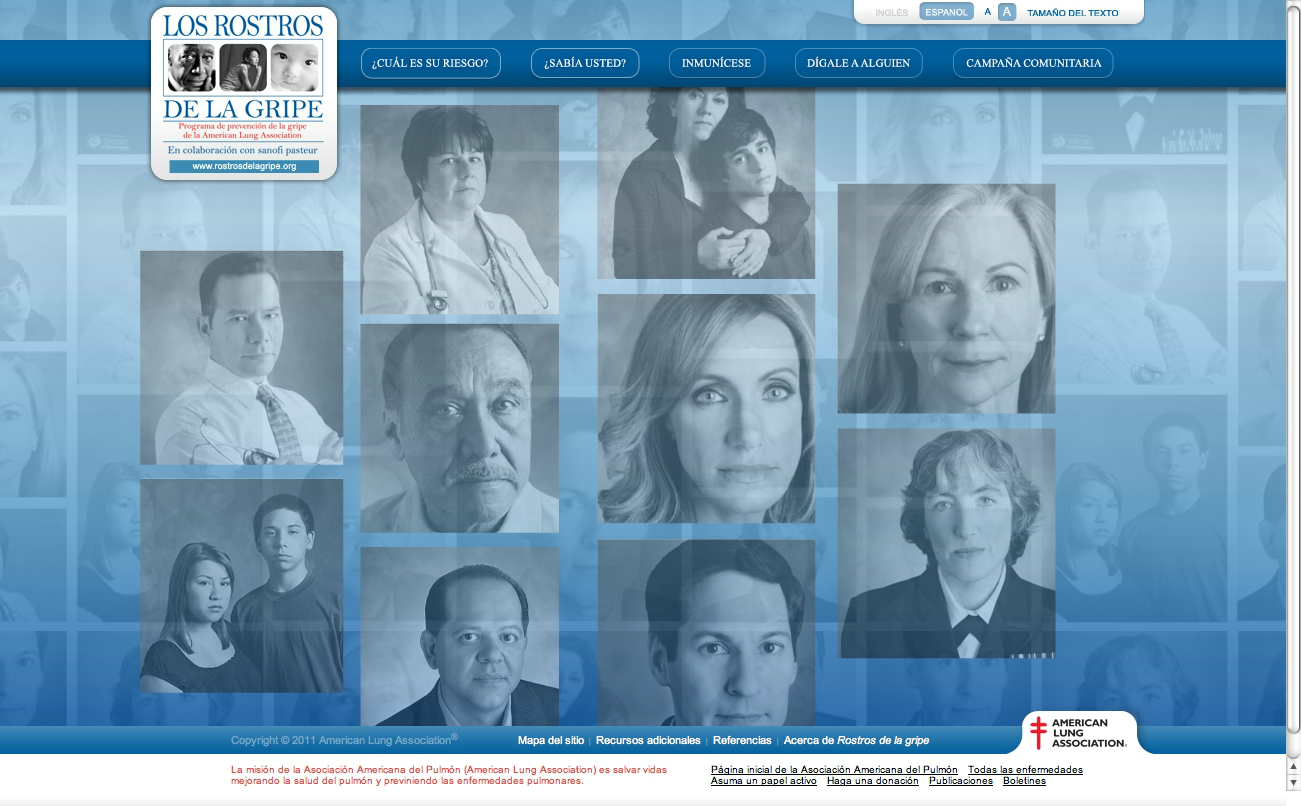 INGLÉS ESPAÑOL A A TAMAÑO DEL TEXTO
LOS ROSTROS
DE LA GRIPE
Programa de prevención de la gripe
de la American Lung Association
En colaboración con sanofi pasteur
www.rostrosdelagripe.org
¿CUÁL ES SU RIESGO? ¿SABÍA USTED? INMUNÍCESE DÍGALE A ALGUIEN CAMPAÑA COMUNITARIA
Copyright © 2011 American Lung Association® Mapa del sitio | Recursos adicionales | Referencias | Acerca de Rostros de la gripe
AMERICAN
LUNG
ASSOCIATION.
La misión de la Asociación Americana del Pulmón (American Lung Association) es salvar vidas
mejorando la salud del pulmón y previniendo las enfermedades pulmonares.
Página inicial de la Asociación Americana del Pulmón Todas las enfermedades
Asuma un papel activo Haga una donación Publicaciones Boletines